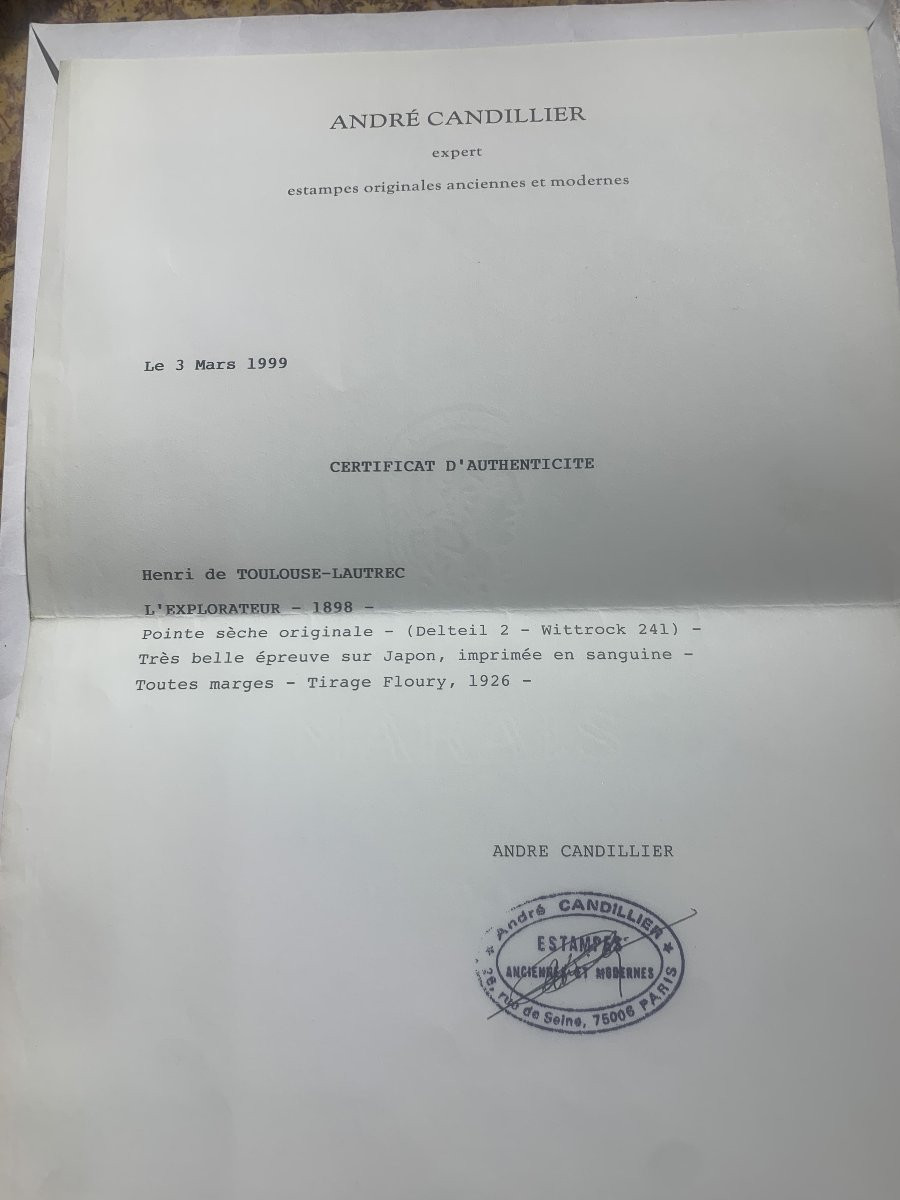 ANDRÉ CANDILLIER
expert
estampes originales anciennes et modernes
Le 3 Mars 1999
CERTIFICAT D'AUTHENTICITE
Henri de TOULOUSE-LAUTREC
L'EXPLORATEUR - 1898 -
Pointe sèche originale - (Delteil 2 - Wittrock 241) -
Très belle épreuve sur Japon, imprimée en sanguine -
Toutes marges - Tirage Floury, 1926 -
ANDRE CANDILLIER
* André CANDILLIER *
ESTAMPES
ANCIENNES ET MODERNES
26, rue de Seine, 75006 PARIS